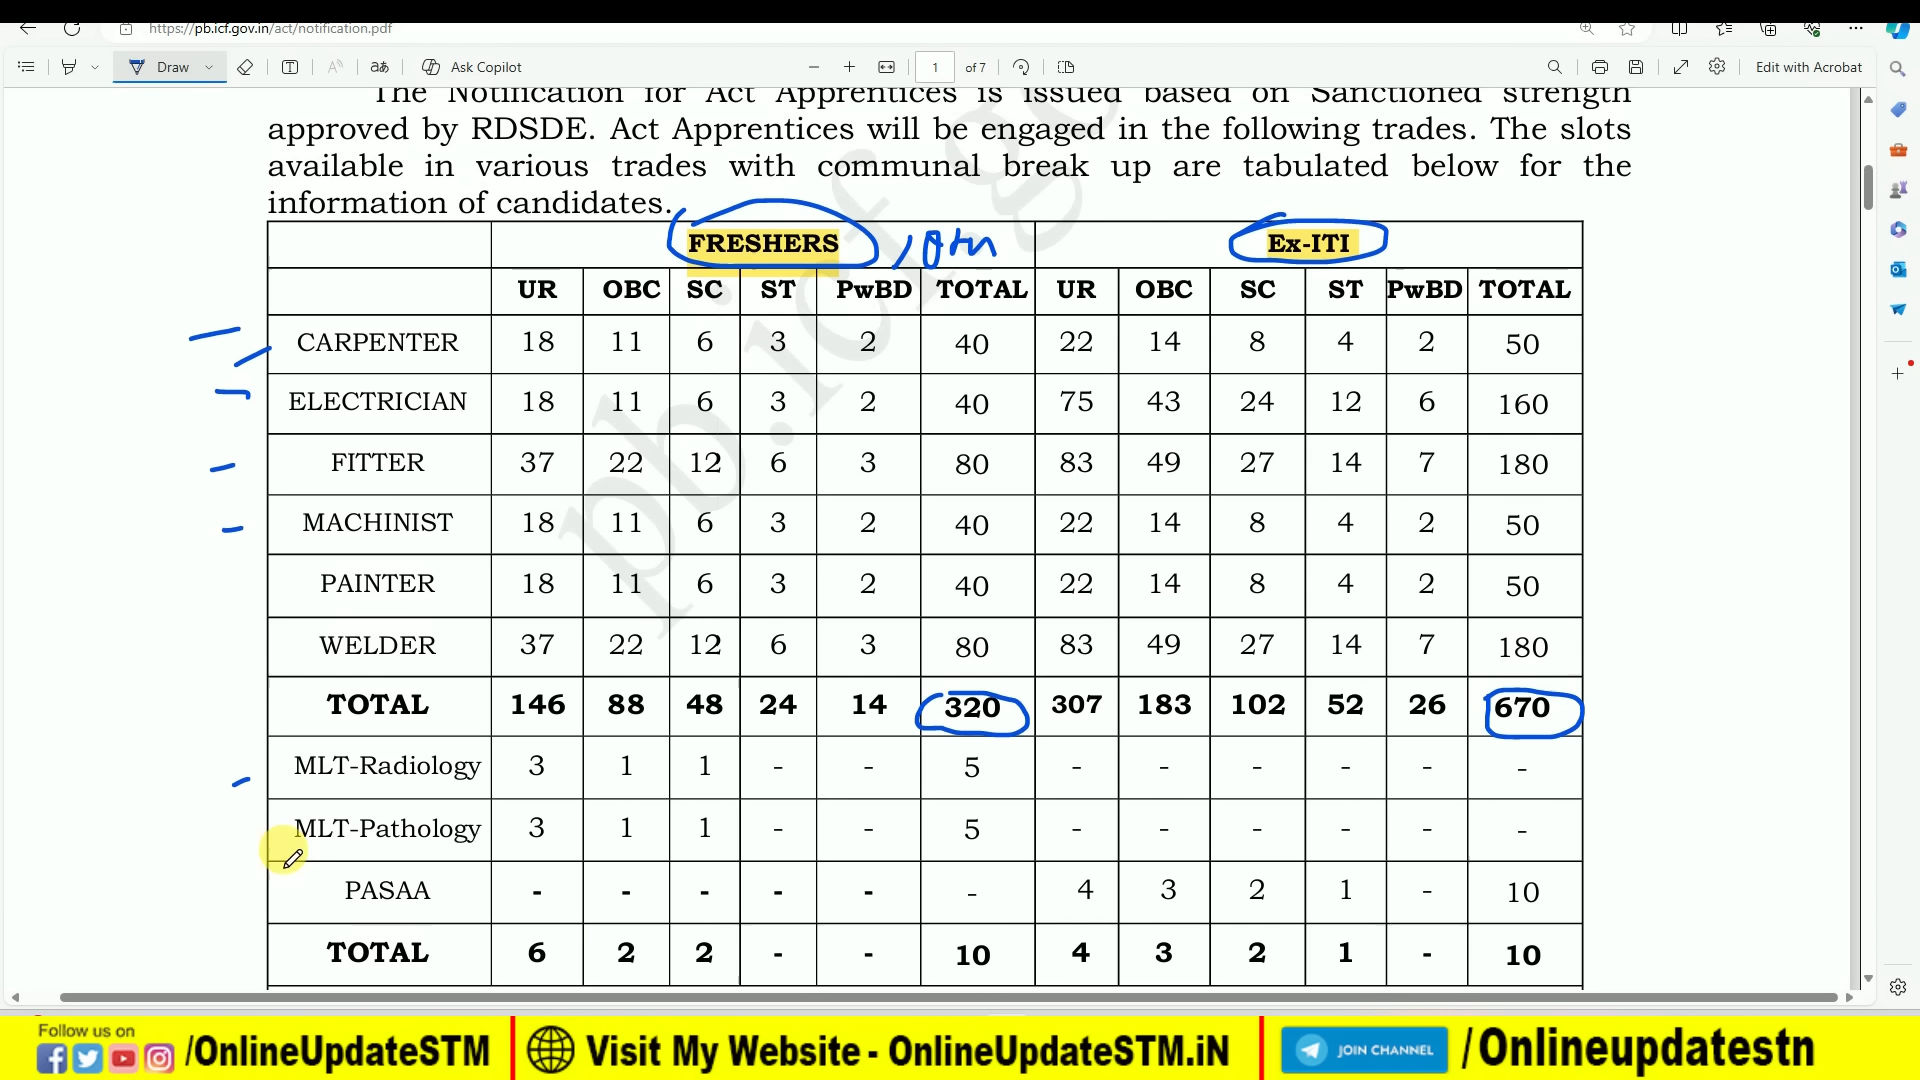 https://pb.icf.gov.in/act/notification.pdf
Draw
Ask Copilot
1 of 7
Edit with Acrobat
The Notification for Act Apprentices is issued based on Sanctioned strength
approved by RDSDE. Act Apprentices will be engaged in the following trades. The slots
available in various trades with communal break up are tabulated below for the
information of candidates.
FRESHERS Ex-ITI
UR OBC SC ST PwBD TOTAL UR OBC SC ST PwBD TOTAL
CARPENTER 18 11 6 3 2 40 22 14 8 4 2 50
ELECTRICIAN 18 11 6 3 2 40 75 43 24 12 6 160
FITTER 37 22 12 6 3 80 83 49 27 14 7 180
MACHINIST 18 11 6 3 2 40 22 14 8 4 2 50
PAINTER 18 11 6 3 2 40 22 14 8 4 2 50
WELDER 37 22 12 6 3 80 83 49 27 14 7 180
TOTAL 146 88 48 24 14 320 307 183 102 52 26 670
MLT-Radiology 3 1 1 - - 5 - - - - - -
MLT-Pathology 3 1 1 - - 5 - - - - - -
PASAA - - - - - - 4 3 2 1 - 10
TOTAL 6 2 2 - - 10 4 3 2 1 - 10
pb.icf.go
Follow us on
/OnlineUpdateSTM
Visit My Website - OnlineUpdateSTM.iN
JOIN CHANNEL
/Onlineupdatestn